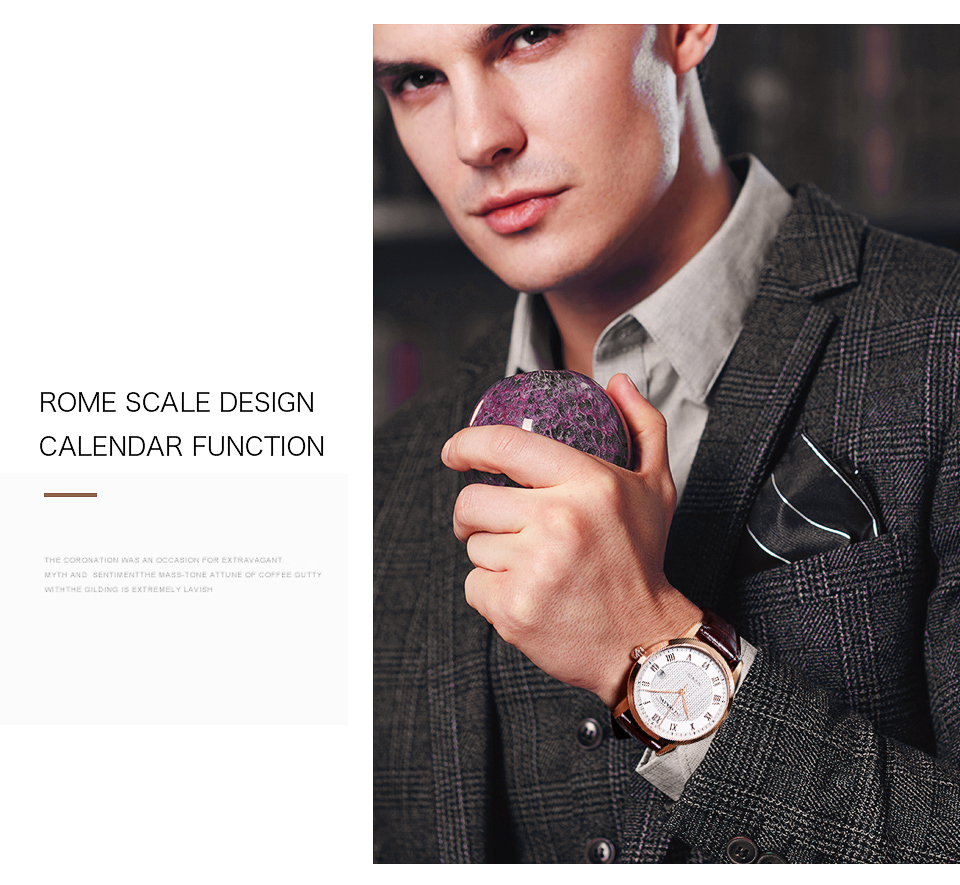 ROME SCALE DESIGN
CALENDAR FUNCTION
THE CORONATION WAS AN OCCASION FOR EXTRAVAGANT
MYTH AND SENTIMENTTHE MASS-TONE ATTUNE OF COFFEE GUTTY
WITHTHE GILDING IS EXTREMELY LAVISH